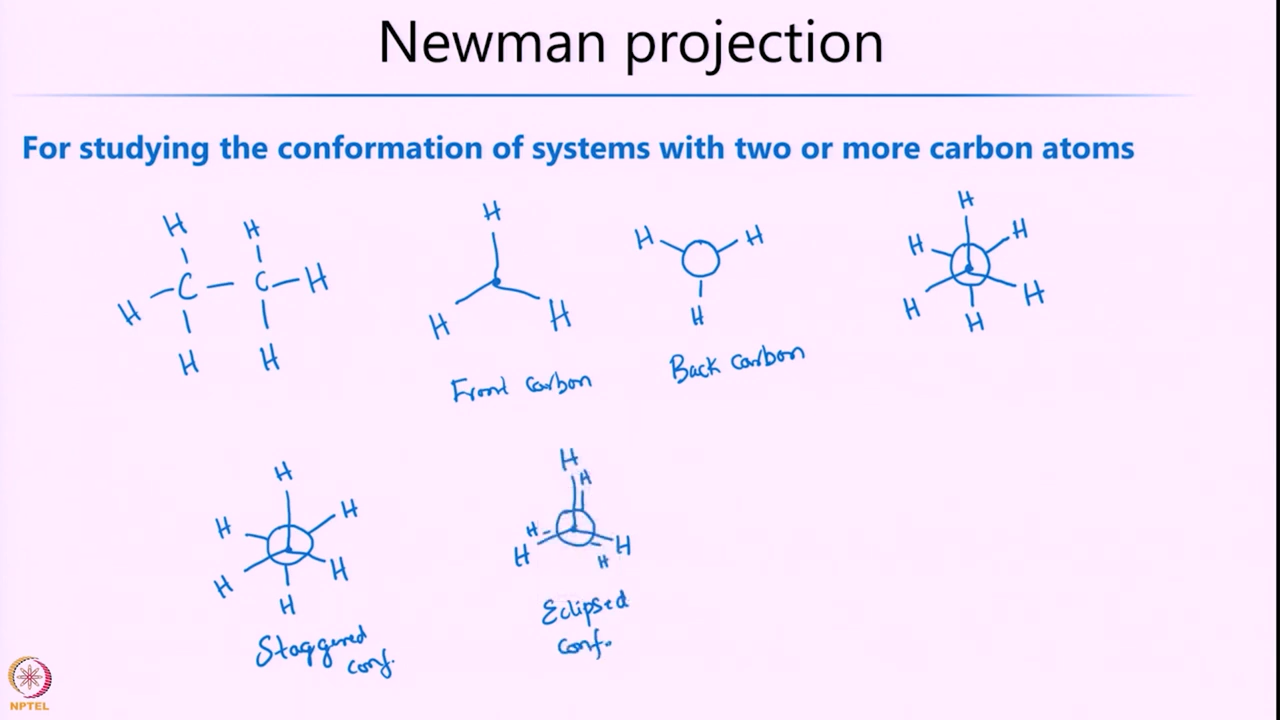 Newman projection
For studying the conformation of systems with two or more carbon atoms
H H
H C C H
H H
H
H H
Front carbon
H H
H
Back carbon
H
H H
H H
H
H
H H
H H
H
Staggered
conf.
H
H
H H
H H
Eclipsed
conf.
NPTEL